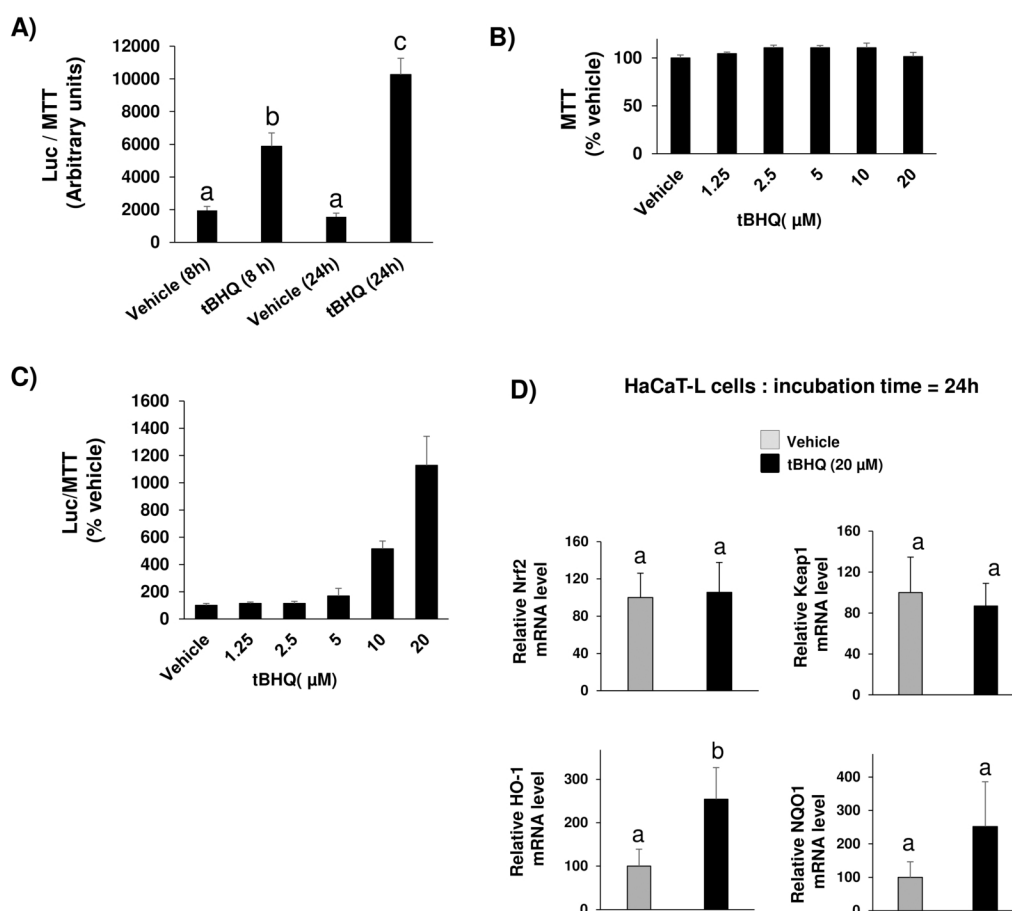 A)
Luc / MTT
(Arbitrary units)
12000
10000
8000
6000
4000
2000
0
a
b
a
c
Vehicle (8h)
tBHQ (8 h)
Vehicle (24h)
tBHQ (24h)
B)
MTT
(% vehicle)
100
50
0
Vehicle
1.25
2.5
5
10
20
tBHQ( µM)
C)
Luc/MTT
(% vehicle)
1600
1400
1200
1000
800
600
400
200
0
Vehicle
1.25
2.5
5
10
20
tBHQ( µM)
D)
HaCaT-L cells : incubation time = 24h
Vehicle
tBHQ (20 µM)
Relative Nrf2
mRNA level
160
120
80
40
0
a
a
Relative Keap1
mRNA level
160
120
80
40
0
a
a
Relative HO-1
mRNA level
300
200
100
0
a
b
Relative NQO1
mRNA level
400
300
200
100
0
a
a